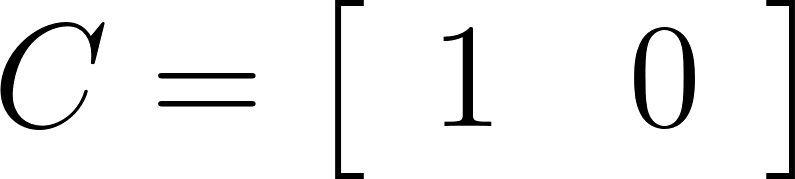 C = [ 1 0 ]